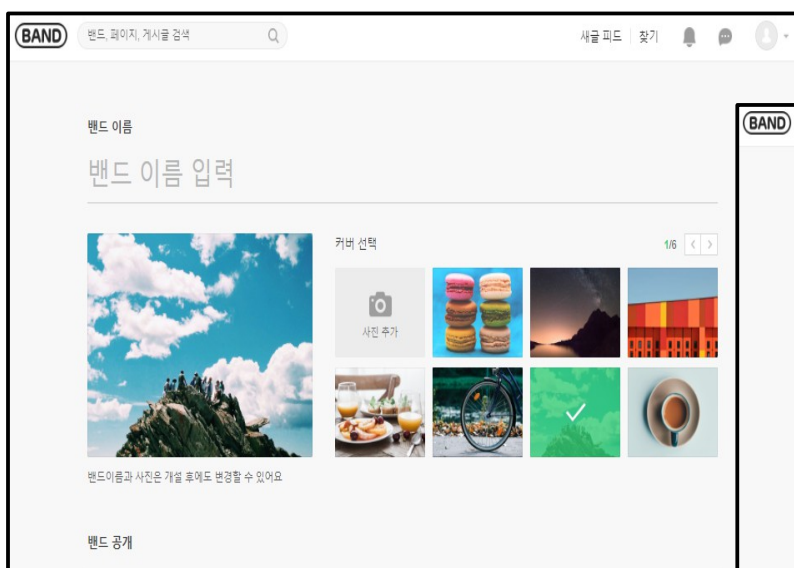 BAND 밴드, 페이지, 게시글 검색 새글 피드 찾기
BAND
밴드 이름
밴드 이름 입력
커버 선택 1/6
사진 추가
밴드이름과 사진은 개설 후에도 변경할 수 있어요
밴드 공개